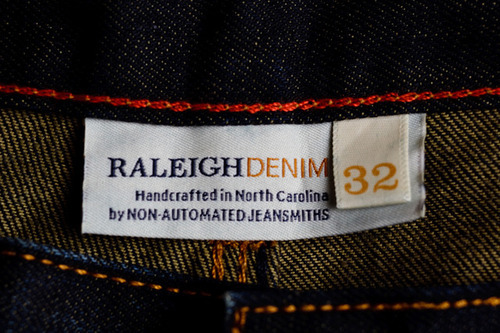 RALEIGHDENIM
32
Handcrafted in North Carolina
by NON-AUTOMATED JEANSMITHS